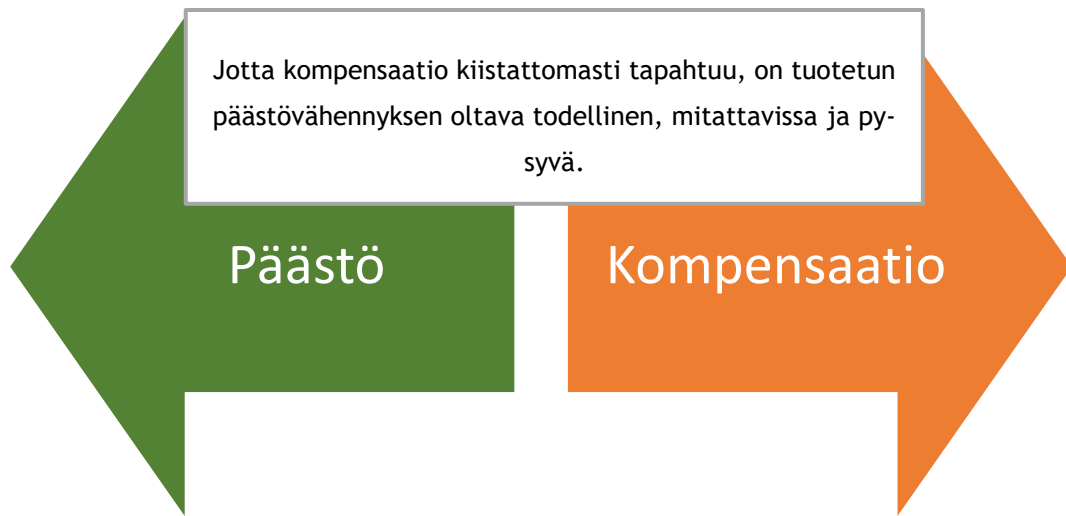 Jotta kompensaatio kiistattomasti tapahtuu, on tuotetun
päästövähennyksen oltava todellinen, mitattavissa ja py-
syvä.
Päästö
Kompensaatio